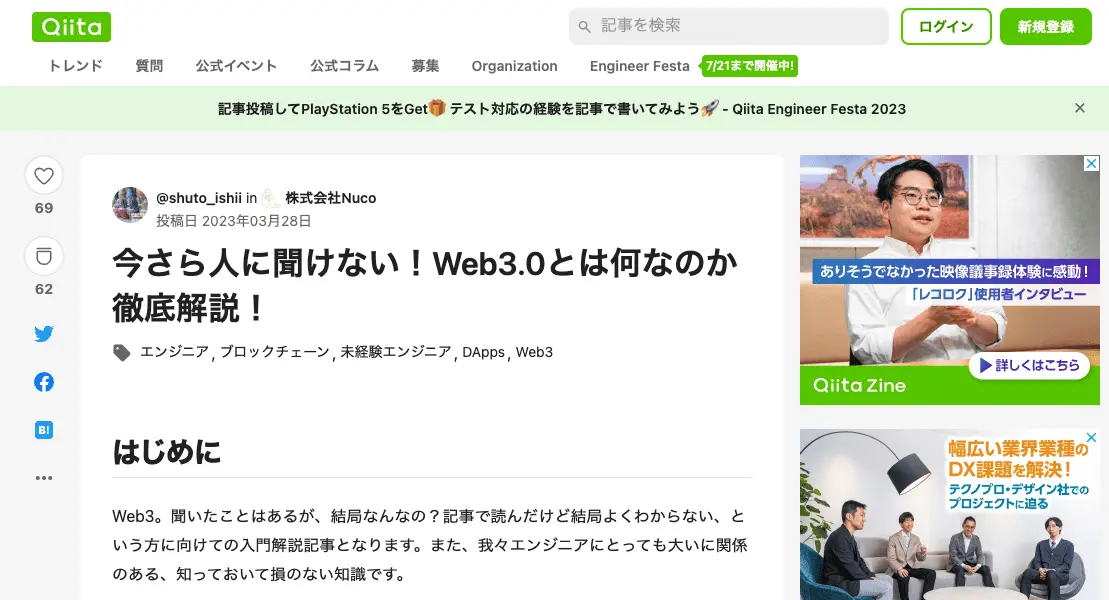 Qiita
記事を検索
ログイン
新規登録
トレンド
質問
公式イベント
公式コラム
募集
Organization
Engineer Festa
7/21まで開催中!
記事投稿してPlayStation 5をGet🎁 テスト対応の経験を記事で書いてみよう🚀 - Qiita Engineer Festa 2023
69
62
B!
@shuto_ishii in 株式会社Nuco
投稿日 2023年03月28日
今さら人に聞けない！Web3.0とは何なのか
徹底解説！
エンジニア, ブロックチェーン, 未経験エンジニア, DApps, Web3
はじめに
Web3。聞いたことはあるが、結局なんなの？記事で読んだけど結局よくわからない、と
いう方に向けての入門解説記事となります。また、我々エンジニアにとっても大いに関係
のある、知っておいて損のない知識です。
ありそうでなかった映像議事録体験に感動！
「レコログ」使用者インタビュー
▶詳しくはこちら
Qiita Zine
幅広い業界業種の
DX課題を解決！
テクノプロ・デザイン社での
プロジェクトに迫る